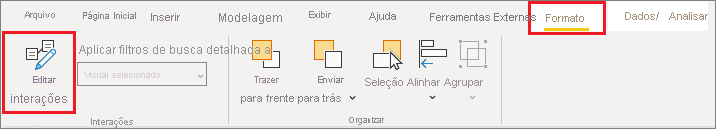 Arquivo Página Inicial Inserir Modelagem Exibir Ajuda Ferramentas Externas Formato Dados/ Analisar
Editar
interações
Aplicar filtros de busca detalhada a
Visual selecionado
Interações
Trazer
para frente
Enviar
para trás
Seleção
Alinhar
Agrupar
Organizar